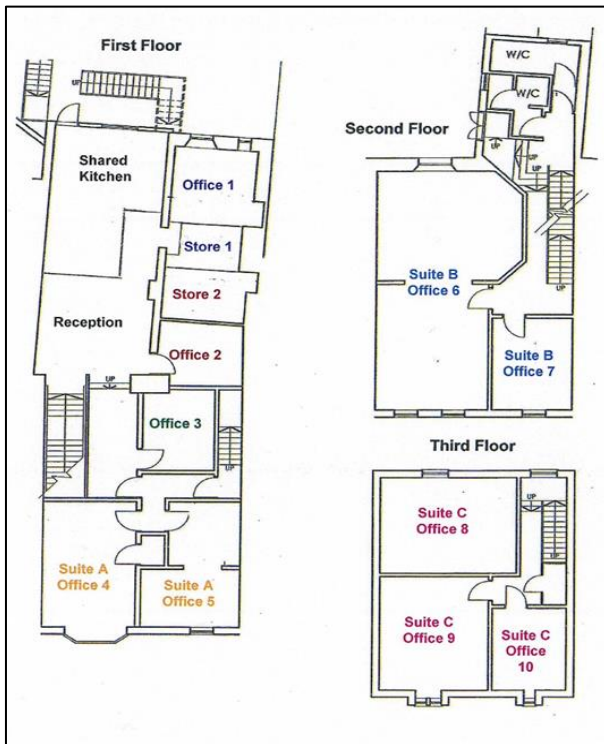 First Floor
UP
Shared
Kitchen
Office 1
Store 1
Store 2
Reception
Office 2
UP
Office 3
UP
Suite A
Office 4
Suite A
Office 5
Second Floor
W/C
W/C
UP
UP
UP
UP
Suite B
Office 6
Suite B
Office 7
Third Floor
UP
Suite C
Office 8
Suite C
Office 9
Suite C
Office
10